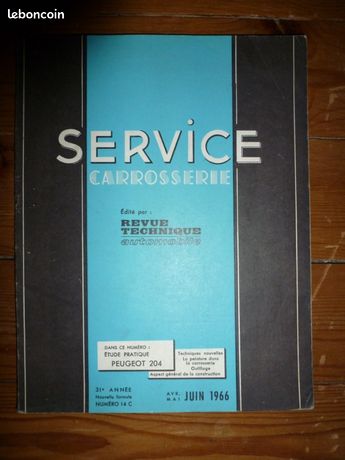 leboncoin
SERVICE
CARROSSERIE
Édité par :
REVUE
TECHNIQUE
automobile
DANS CE NUMÉRO :
ÉTUDE PRATIQUE
PEUGEOT 204
Techniques nouvelles
La peinture dans
la carrosserie
Outillage
Aspect général de la construction
31e ANNÉE
Nouvelle formule
NUMÉRO 14 C
AVR.
MAI
JUIN 1966